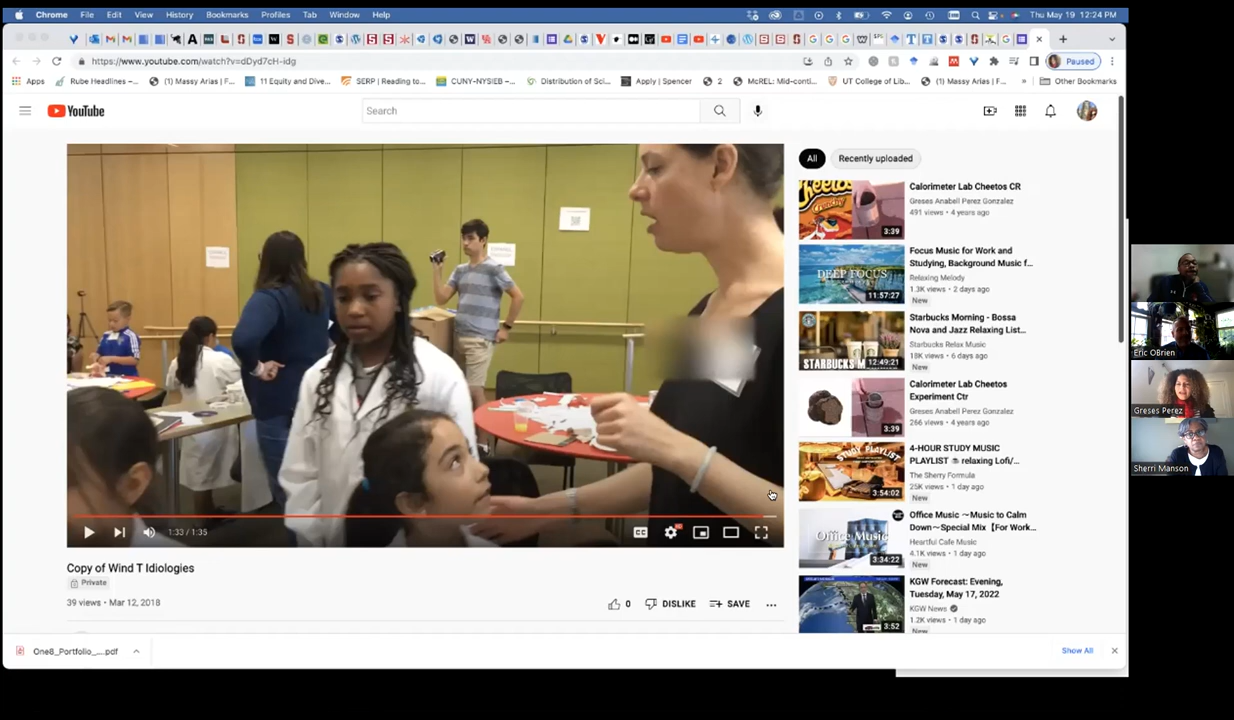 Chrome File Edit View History Bookmarks Profiles Tab Window Help
Thu May 19 12:24 PM
https://www.youtube.com/watch?v=dDyd7cH-idg
Paused
Apps Rube Headlines –... (1) Massy Arias | F... 11 Equity and Dive... SERP | Reading to... CUNY-NYSIEB –... Distribution of Sci... Apply | Spencer 2 McREL: Mid-conti... UT College of Lib... (1) Massy Arias | F... » Other Bookmarks
YouTube
Search
All Recently uploaded
Calorimeter Lab Cheetos CR
Greses Anabell Perez Gonzalez
491 views • 4 years ago
3:39
Focus Music for Work and
Studying, Background Music f...
Relaxing Melody
1.3K views • 2 days ago
New
DEEP FOCUS
11:57:27
Starbucks Morning - Bossa
Nova and Jazz Relaxing List...
Starbucks Relax Music
18K views • 6 days ago
New
STARBUCKS M
12:49:21
Calorimeter Lab Cheetos
Experiment Ctr
Greses Anabell Perez Gonzalez
266 views • 4 years ago
3:39
4-HOUR STUDY MUSIC
PLAYLIST relaxing Lofi/...
The Sherry Formula
25K views • 1 day ago
New
STUDY PLAYLIST
3:54:02
Office Music ～Music to Calm
Down～Special Mix【For Work...
Heartful Cafe Music
4.1K views • 1 day ago
New
Office Music
3:34:22
KGW Forecast: Evening,
Tuesday, May 17, 2022
KGW News
1.2K views • 1 day ago
New
3:52
1:33 / 1:35
CC
Copy of Wind T Idiologies
Private
39 views • Mar 12, 2018
0 DISLIKE SAVE ...
One8_Portfolio_....pdf
Show All
Eric OBrien
Greses Perez
Sherri Manson